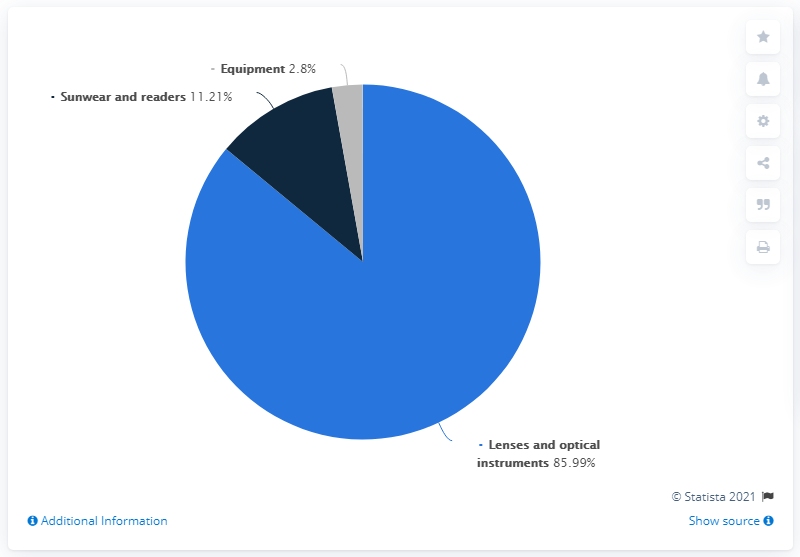 - Equipment 2.8%
- Sunwear and readers 11.21%
- Lenses and optical
instruments 85.99%
© Statista 2021
Additional Information
Show source